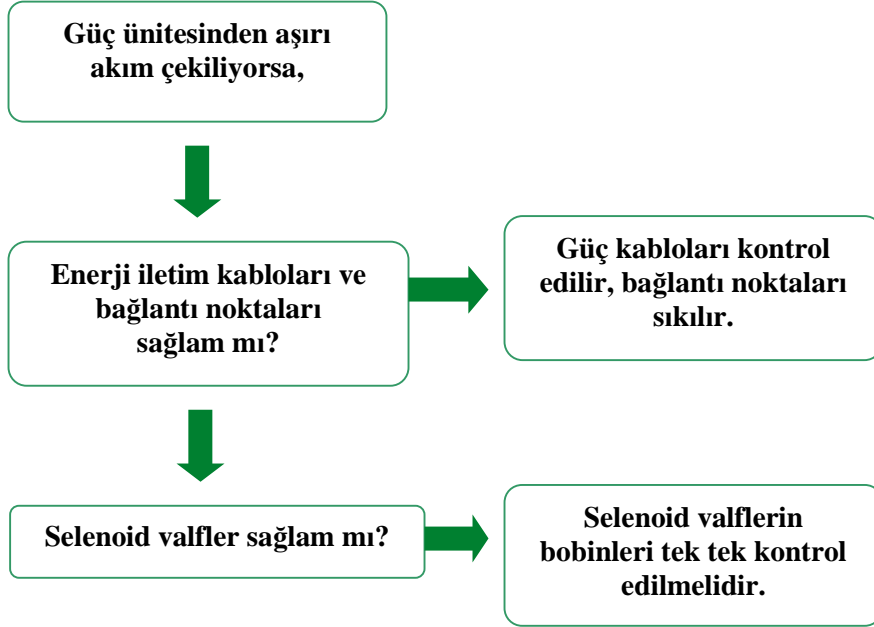 Güç ünitesinden aşırı
akım çekiliyorsa,
Enerji iletim kabloları ve
bağlantı noktaları
sağlam mı?
Güç kabloları kontrol
edilir, bağlantı noktaları
sıkılır.
Selenoid valfler sağlam mı?
Selenoid valflerin
bobinleri tek tek kontrol
edilmelidir.